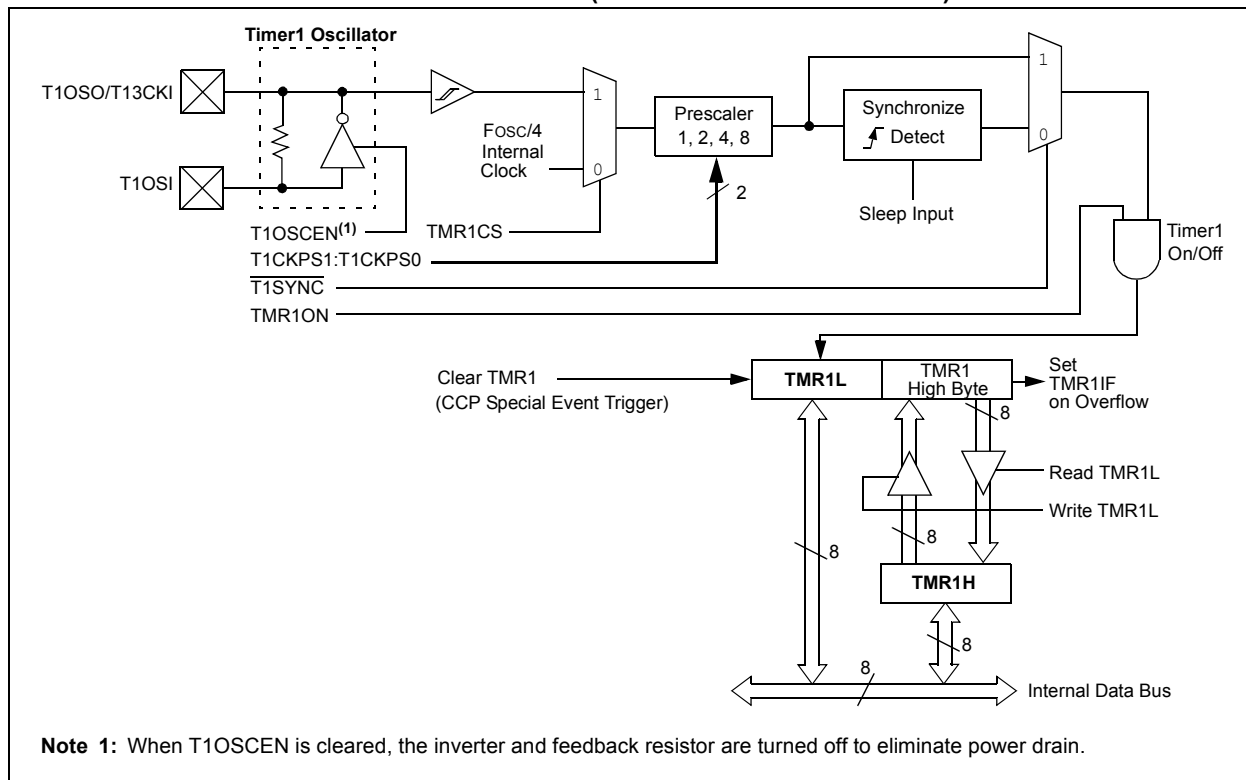 Timer1 Oscillator
T1OSO/T13CKI
T1OSI
1
0
FOSC/4
Internal
Clock
Prescaler
1, 2, 4, 8
2
Synchronize
Detect
Sleep Input
1
0
Timer1
On/Off
T1OSCEN(1)
TMR1CS
T1CKPS1:T1CKPS0
T1SYNC
TMR1ON
Clear TMR1
(CCP Special Event Trigger)
TMR1L
TMR1
High Byte
Set
TMR1IF
on Overflow
8
Read TMR1L
Write TMR1L
8
8
TMR1H
8
8
Internal Data Bus
Note 1: When T1OSCEN is cleared, the inverter and feedback resistor are turned off to eliminate power drain.